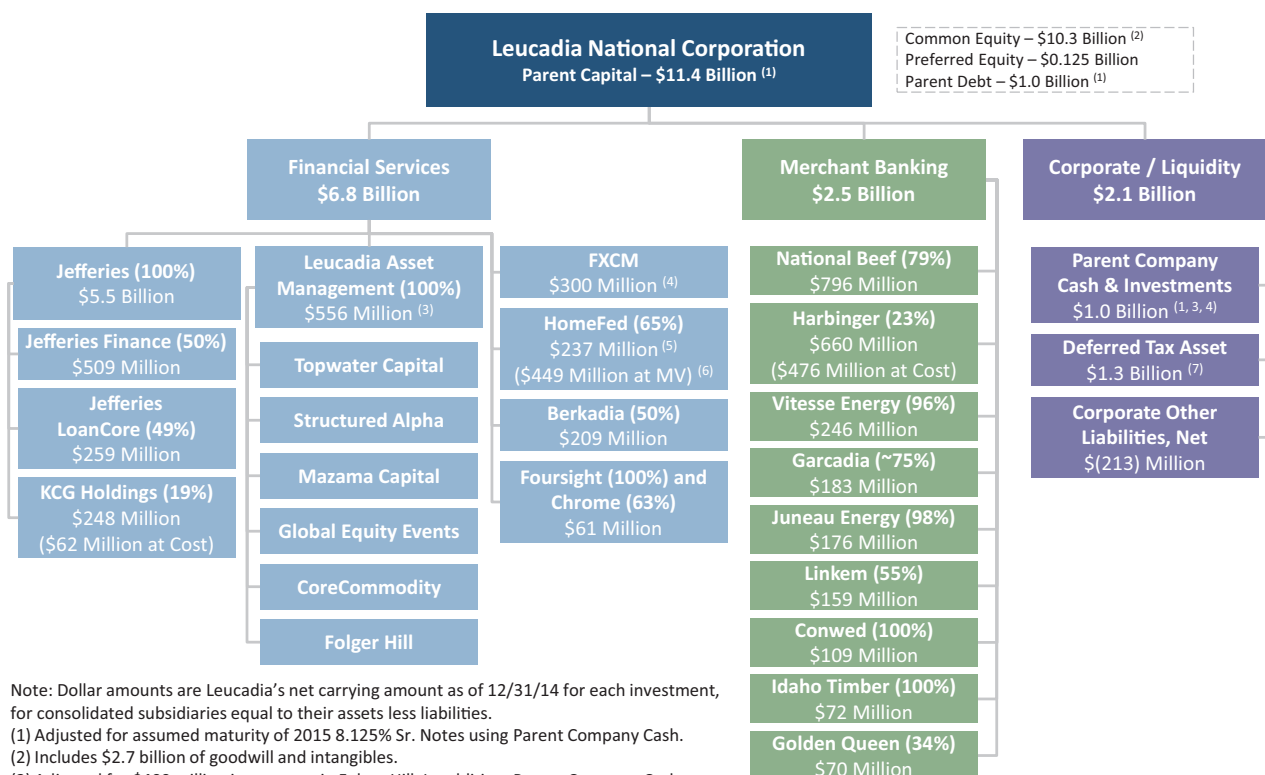 Leucadia National Corporation
Parent Capital – $11.4 Billion (1)
Common Equity – $10.3 Billion (2)
Preferred Equity – $0.125 Billion
Parent Debt – $1.0 Billion (1)
Financial Services
$6.8 Billion
Merchant Banking
$2.5 Billion
Corporate / Liquidity
$2.1 Billion
Jefferies (100%)
$5.5 Billion
Jefferies Finance (50%)
$509 Million
Jefferies
LoanCore (49%)
$259 Million
KCG Holdings (19%)
$248 Million
($62 Million at Cost)
Leucadia Asset
Management (100%)
$556 Million (3)
Topwater Capital
Structured Alpha
Mazama Capital
Global Equity Events
CoreCommodity
Folger Hill
FXCM
$300 Million (4)
HomeFed (65%)
$237 Million (5)
($449 Million at MV) (6)
Berkadia (50%)
$209 Million
Foursight (100%) and
Chrome (63%)
$61 Million
National Beef (79%)
$796 Million
Harbinger (23%)
$660 Million
($476 Million at Cost)
Vitesse Energy (96%)
$246 Million
Garcadia (~75%)
$183 Million
Juneau Energy (98%)
$176 Million
Linkem (55%)
$159 Million
Conwed (100%)
$109 Million
Idaho Timber (100%)
$72 Million
Golden Queen (34%)
$70 Million
Parent Company
Cash & Investments
$1.0 Billion (1, 3, 4)
Deferred Tax Asset
$1.3 Billion (7)
Corporate Other
Liabilities, Net
$(213) Million
Note: Dollar amounts are Leucadia's net carrying amount as of 12/31/14 for each investment,
for consolidated subsidiaries equal to their assets less liabilities.
(1) Adjusted for assumed maturity of 2015 8.125% Sr. Notes using Parent Company Cash.
(2) Includes $2.7 billion of goodwill and intangibles.